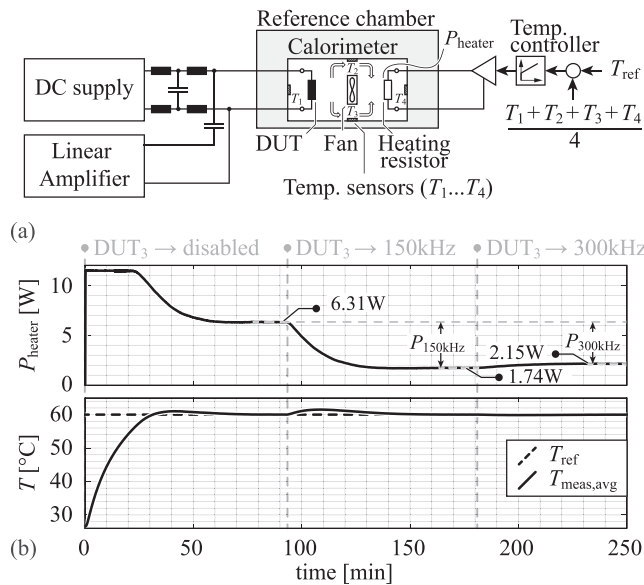 Reference chamber
Calorimeter
P_heater
Temp. controller
DC supply
T_1
T_2
T_3
T_4
T_ref
T_1 + T_2 + T_3 + T_4
4
DUT
Fan
Heating resistor
Linear Amplifier
Temp. sensors (T_1...T_4)
(a)
DUT_3 → disabled
DUT_3 → 150kHz
DUT_3 → 300kHz
P_heater [W]
10
5
0
6.31W
P_150kHz
2.15W
P_300kHz
1.74W
T [°C]
60
50
40
30
T_ref
T_meas,avg
(b)
0
50
100
150
200
250
time [min]